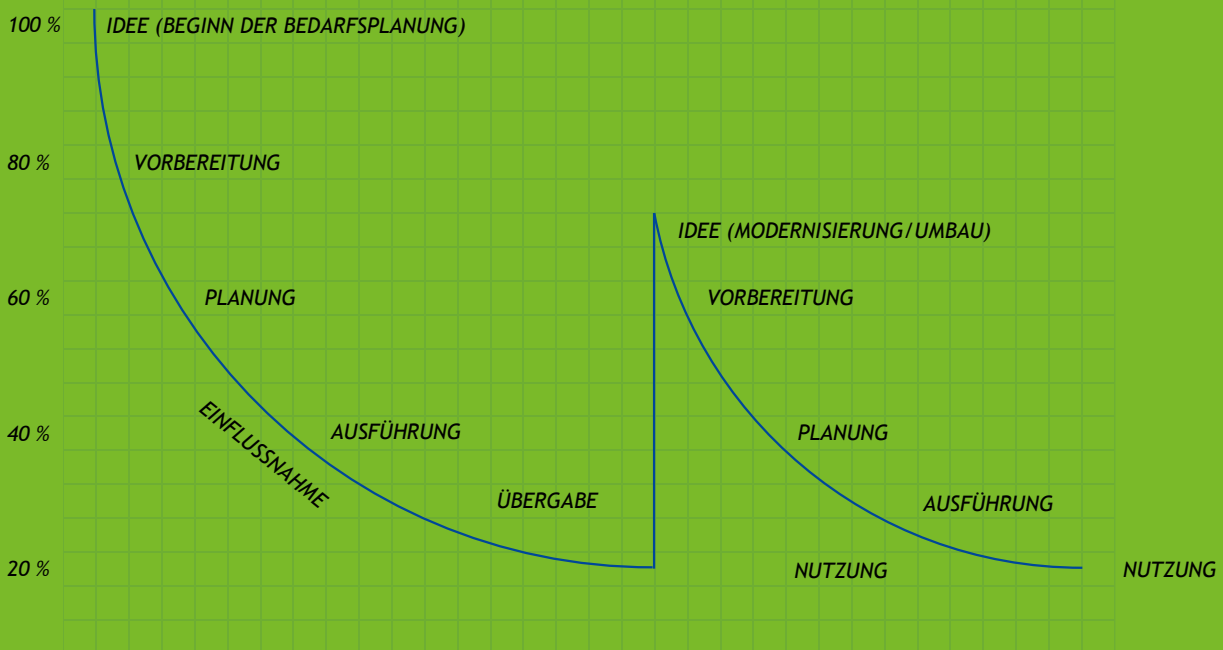 100 %
IDEE (BEGINN DER BEDARFSPLANUNG)
80 %
VORBEREITUNG
IDEE (MODERNISIERUNG/UMBAU)
60 %
PLANUNG
VORBEREITUNG
EINFLUSSNAHME
40 %
AUSFÜHRUNG
PLANUNG
ÜBERGABE
AUSFÜHRUNG
20 %
NUTZUNG
NUTZUNG